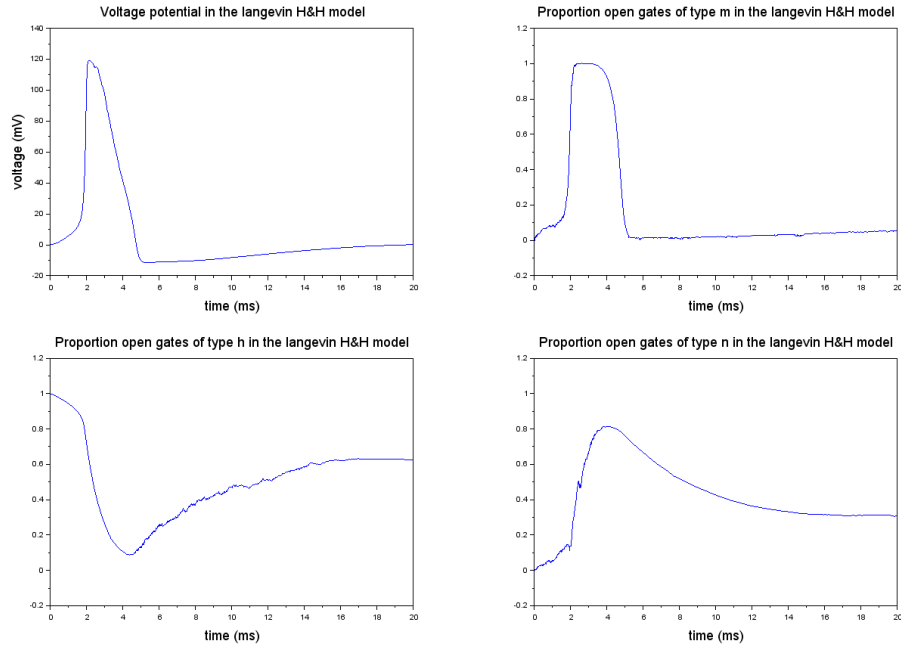 Voltage potential in the langevin H&H model
140
120
100
80
60
40
20
0
-20
voltage (mV)
0 2 4 6 8 10 12 14 16 18 20
time (ms)
Proportion open gates of type m in the langevin H&H model
1.2
1
0.8
0.6
0.4
0.2
0
-0.2
0 2 4 6 8 10 12 14 16 18 20
time (ms)
Proportion open gates of type h in the langevin H&H model
1.2
1
0.8
0.6
0.4
0.2
0
-0.2
0 2 4 6 8 10 12 14 16 18 20
time (ms)
Proportion open gates of type n in the langevin H&H model
1.2
1
0.8
0.6
0.4
0.2
0
-0.2
0 2 4 6 8 10 12 14 16 18 20
time (ms)